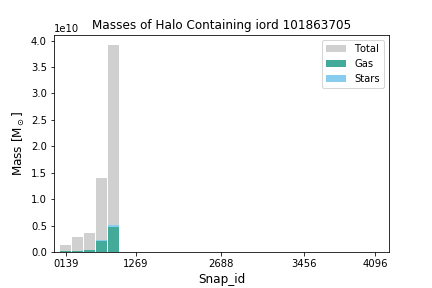 Masses of Halo Containing iord 101863705
1e10
4.0
3.5
3.0
2.5
2.0
1.5
1.0
0.5
0.0
Mass [M⊙]
Total
Gas
Stars
0139 1269 2688 3456 4096
Snap_id